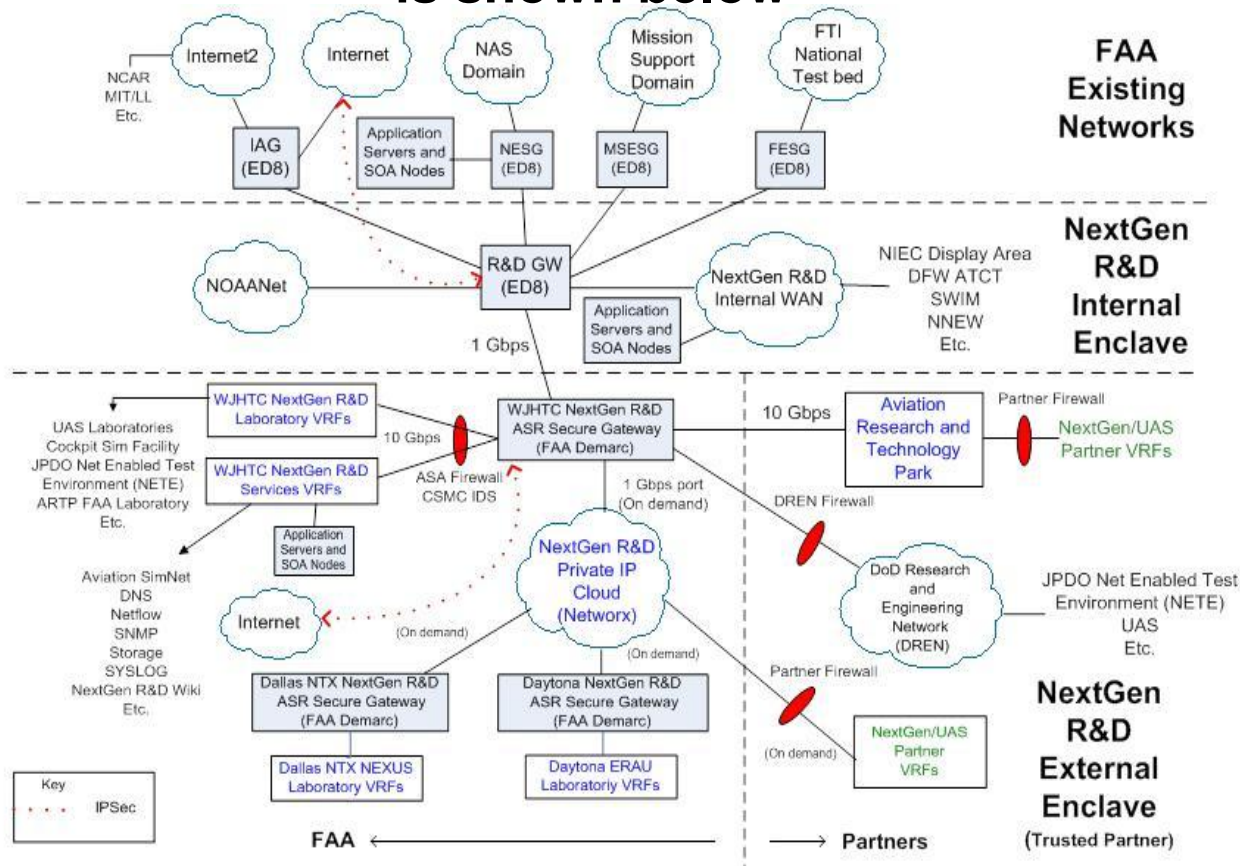 is shown below
Internet2
Internet
NAS
Domain
Mission
Support
Domain
FTI
National
Test bed
FAA
Existing
Networks
NCAR
MIT/LL
Etc.
IAG
(ED8)
Application
Servers and
SOA Nodes
NESG
(ED8)
MSESG
(ED8)
FESG
(ED8)
NOAANet
R&D GW
(ED8)
NextGen R&D
Internal WAN
NIEC Display Area
DFW ATCT
SWIM
NNEW
Etc.
NextGen
R&D
Internal
Enclave
Application
Servers and
SOA Nodes
1 Gbps
WJHTC NextGen R&D
Laboratory VRFs
UAS Laboratories
Cockpit Sim Facility
JPDO Net Enabled Test
Environment (NETE)
ARTP FAA Laboratory
Etc.
WJHTC NextGen R&D
Services VRFs
10 Gbps
ASA Firewall
CSMC IDS
WJHTC NextGen R&D
ASR Secure Gateway
(FAA Demarc)
10 Gbps
Aviation
Research and
Technology
Park
Partner Firewall
NextGen/UAS
Partner VRFs
1 Gbps port
(On demand)
DREN Firewall
Application
Servers and
SOA Nodes
Aviation SimNet
DNS
Netflow
SNMP
Storage
SYSLOG
NextGen R&D Wiki
Etc.
Internet
NextGen R&D
Private IP
Cloud
(Networx)
DoD Research
and
Engineering
Network
(DREN)
JPDO Net Enabled Test
Environment (NETE)
UAS
Etc.
(On demand)
(On demand)
Partner Firewall
Dallas NTX NextGen R&D
ASR Secure Gateway
(FAA Demarc)
Daytona NextGen R&D
ASR Secure Gateway
(FAA Demarc)
(On demand)
NextGen/UAS
Partner
VRFs
NextGen
R&D
External
Enclave
(Trusted Partner)
Dallas NTX NEXUS
Laboratory VRFs
Daytona ERAU
Laboratoriy VRFs
Key
IPSec
FAA
Partners